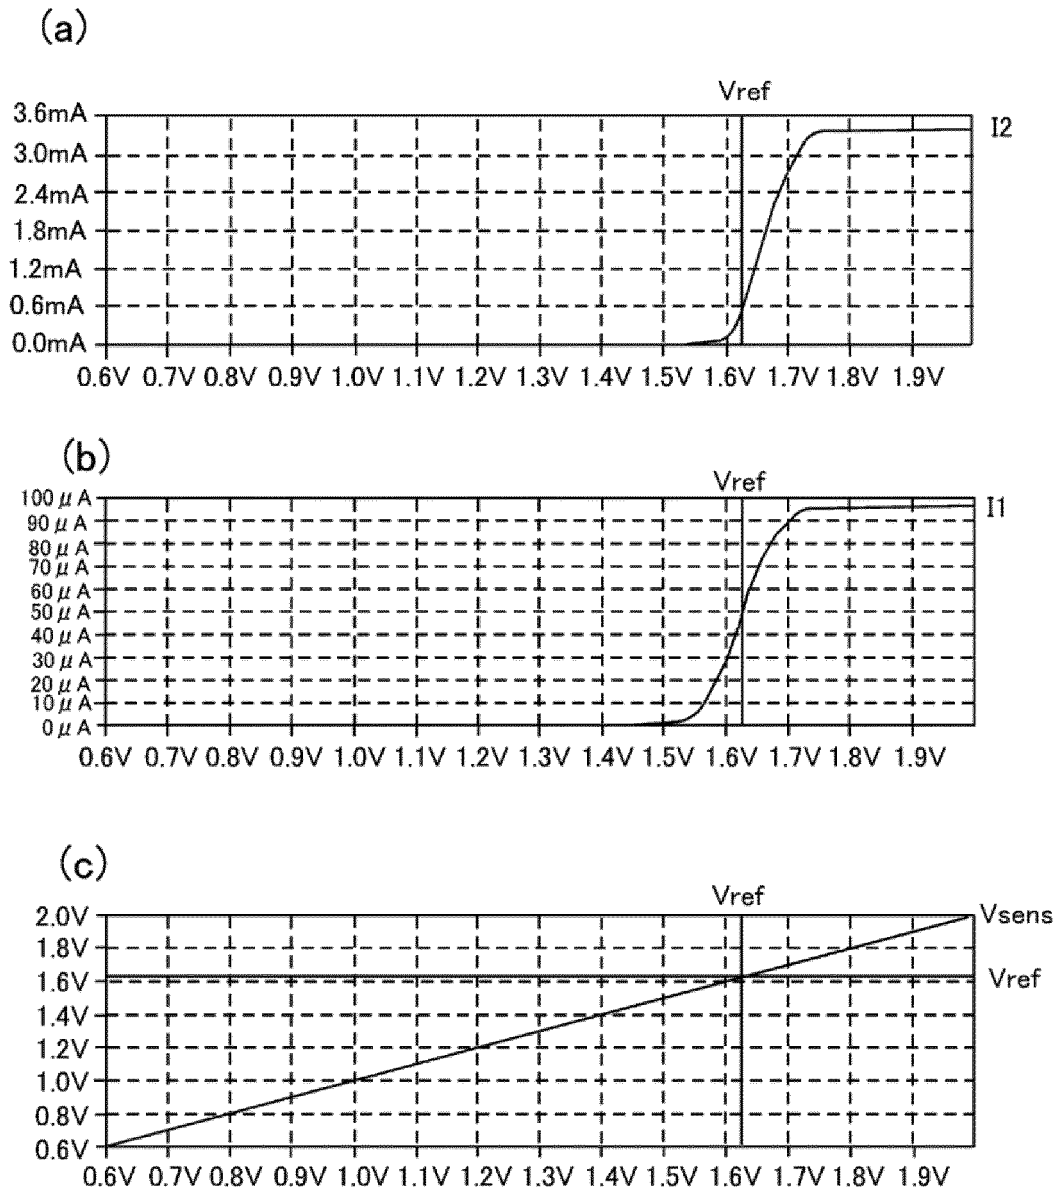 (a)
Vref
3.6mA
I2
3.0mA
2.4mA
1.8mA
1.2mA
0.6mA
0.0mA
0.6V 0.7V 0.8V 0.9V 1.0V 1.1V 1.2V 1.3V 1.4V 1.5V 1.6V 1.7V 1.8V 1.9V
(b)
Vref
100 μ A
I1
90 μ A
80 μ A
70 μ A
60 μ A
50 μ A
40 μ A
30 μ A
20 μ A
10 μ A
0 μ A
0.6V 0.7V 0.8V 0.9V 1.0V 1.1V 1.2V 1.3V 1.4V 1.5V 1.6V 1.7V 1.8V 1.9V
(c)
Vref
2.0V
Vsens
1.8V
1.6V
Vref
1.4V
1.2V
1.0V
0.8V
0.6V
0.6V 0.7V 0.8V 0.9V 1.0V 1.1V 1.2V 1.3V 1.4V 1.5V 1.6V 1.7V 1.8V 1.9V